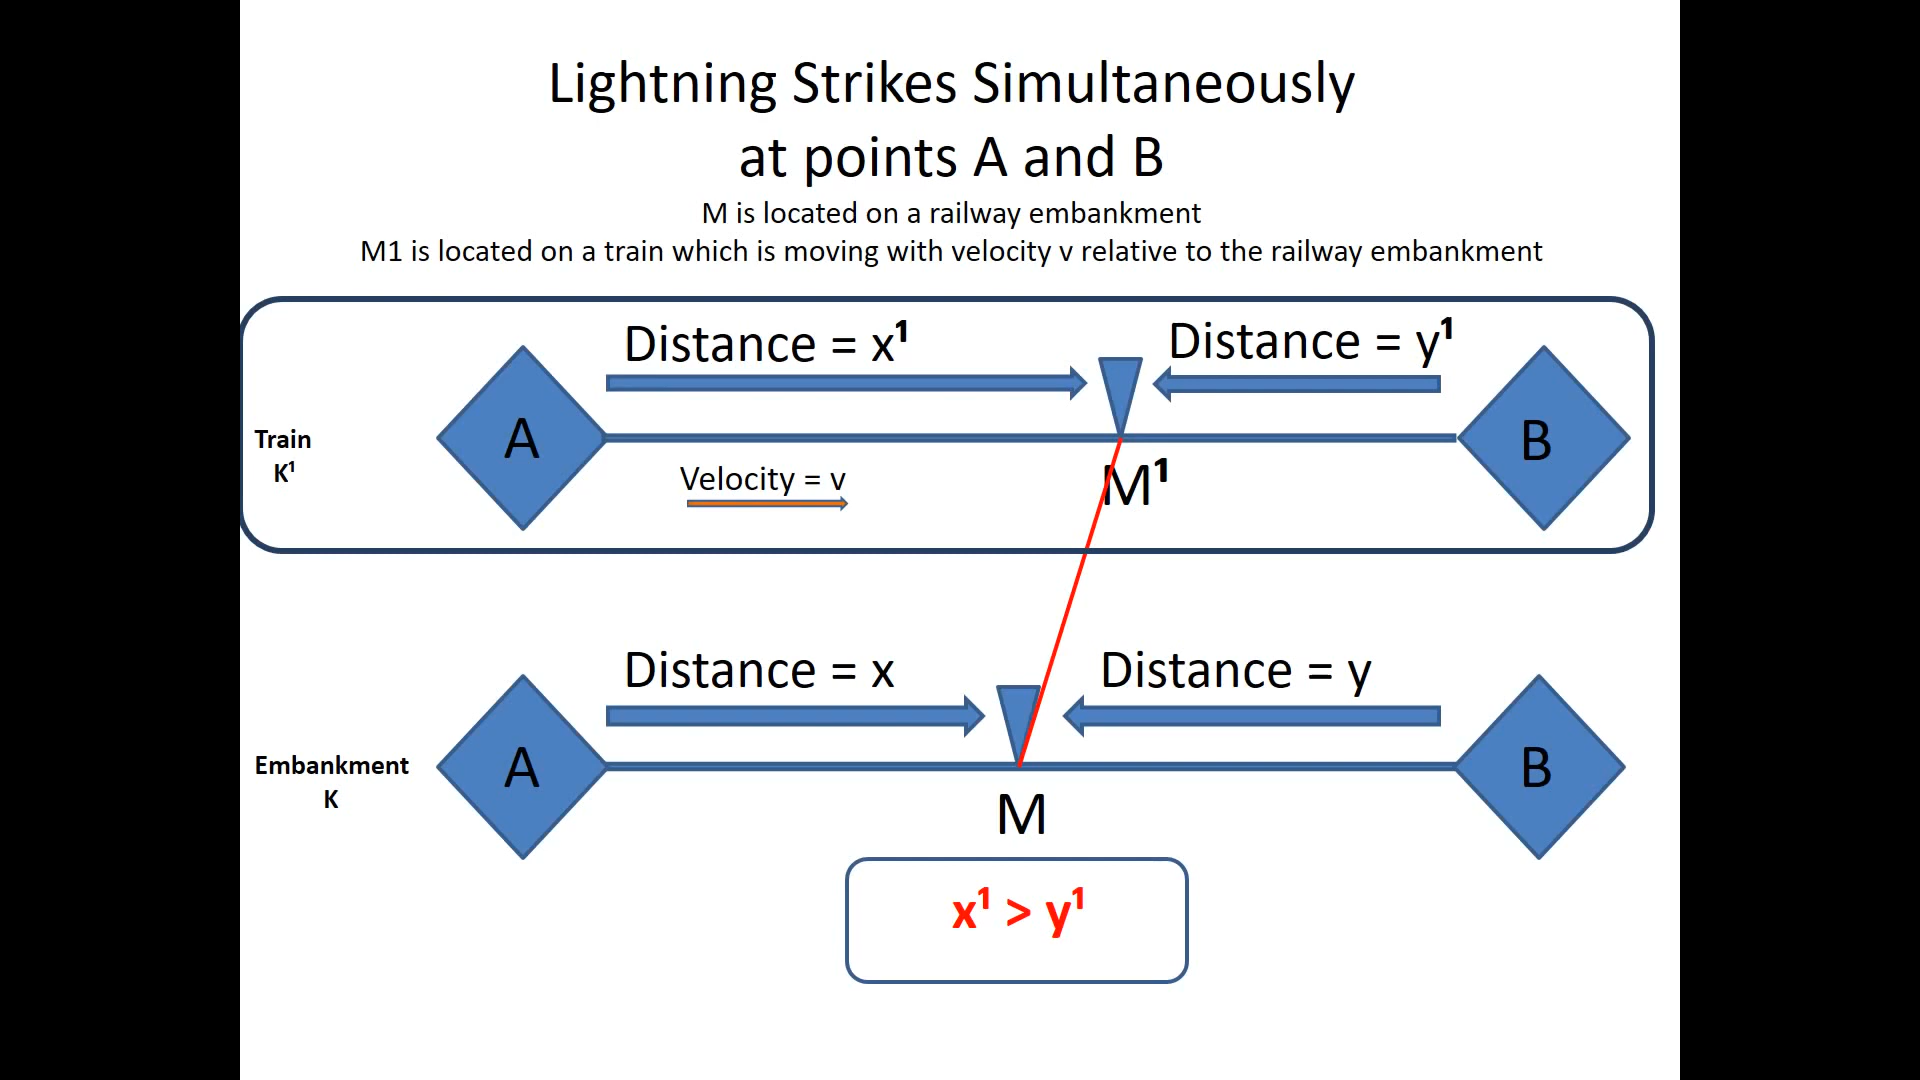 Lightning Strikes Simultaneously
at points A and B
M is located on a railway embankment
M1 is located on a train which is moving with velocity v relative to the railway embankment
Distance = x¹
Distance = y¹
Train
K¹
A
B
Velocity = v
M¹
Distance = x
Distance = y
Embankment
K
A
B
M
x¹ > y¹